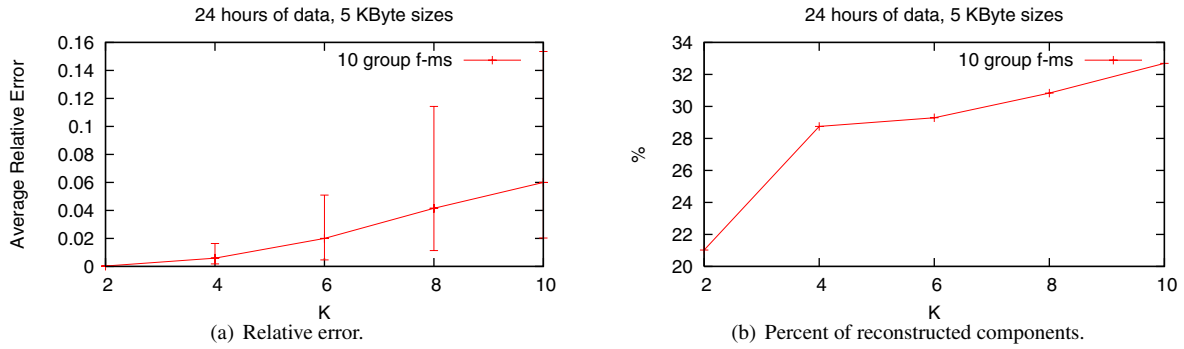 24 hours of data, 5 KByte sizes
10 group f-ms
Average Relative Error
0.16
0.14
0.12
0.1
0.08
0.06
0.04
0.02
0
2 4 6 8 10
K
(a) Relative error.
24 hours of data, 5 KByte sizes
10 group f-ms
%
34
32
30
28
26
24
22
20
2 4 6 8 10
K
(b) Percent of reconstructed components.